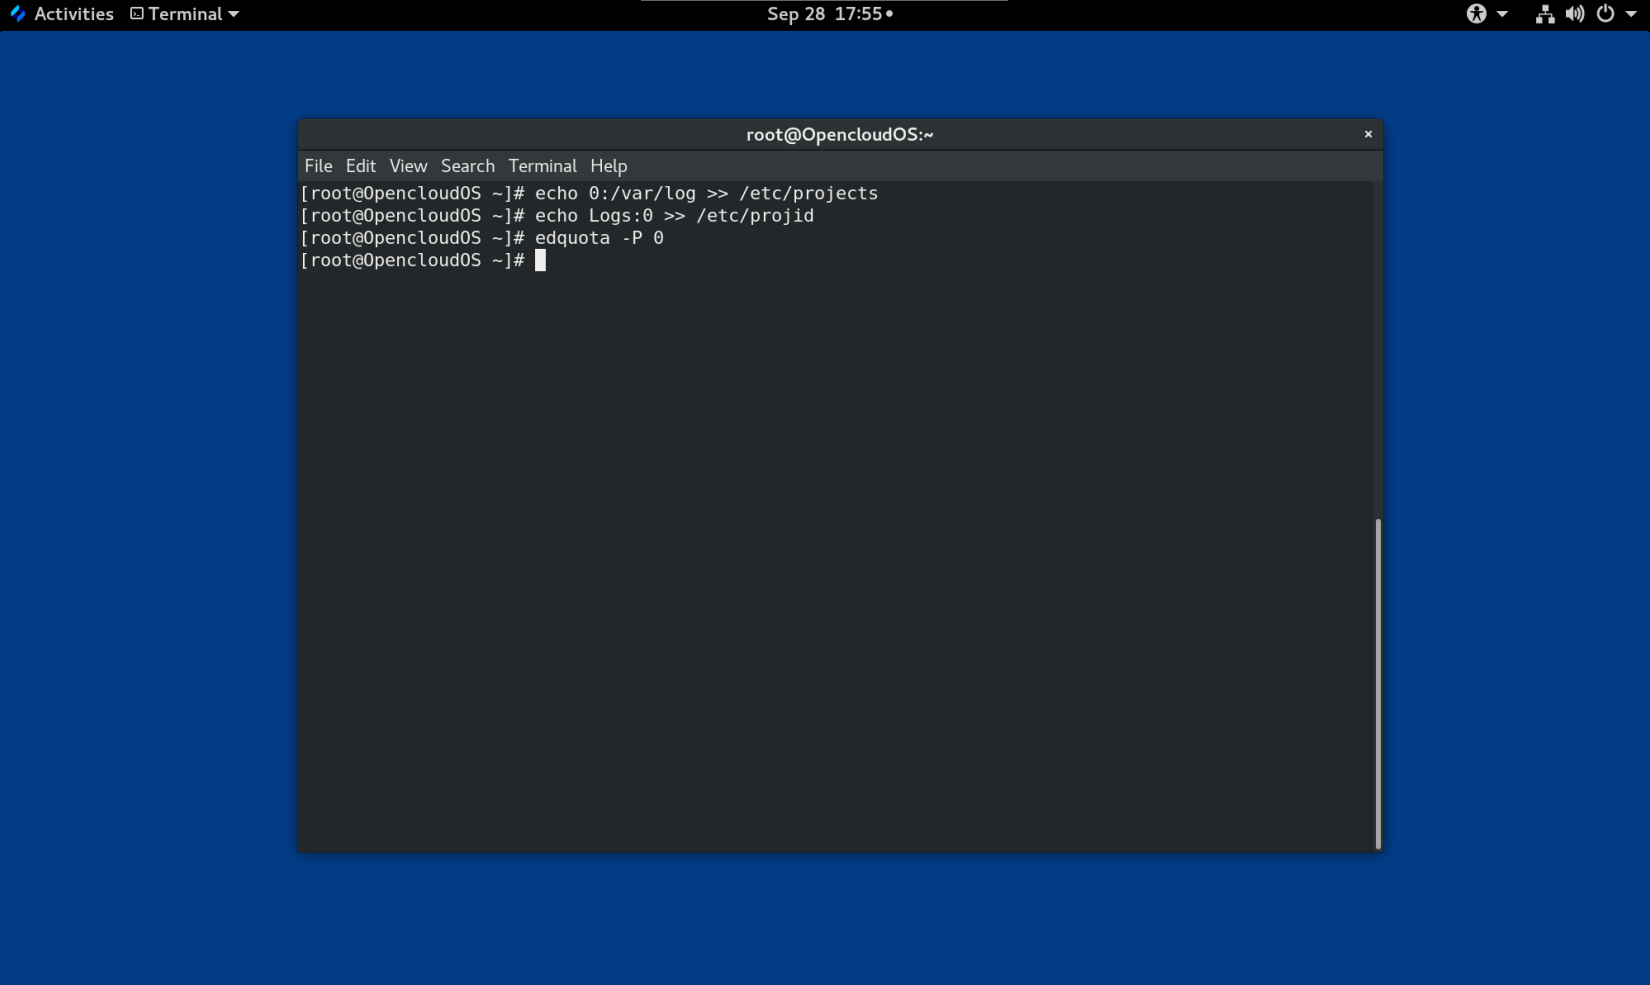 Activities Terminal Sep 28 17:55
root@OpencloudOS:~ ×
File Edit View Search Terminal Help
[root@OpencloudOS ~]# echo 0:/var/log >> /etc/projects
[root@OpencloudOS ~]# echo Logs:0 >> /etc/projid
[root@OpencloudOS ~]# edquota -P 0
[root@OpencloudOS ~]#